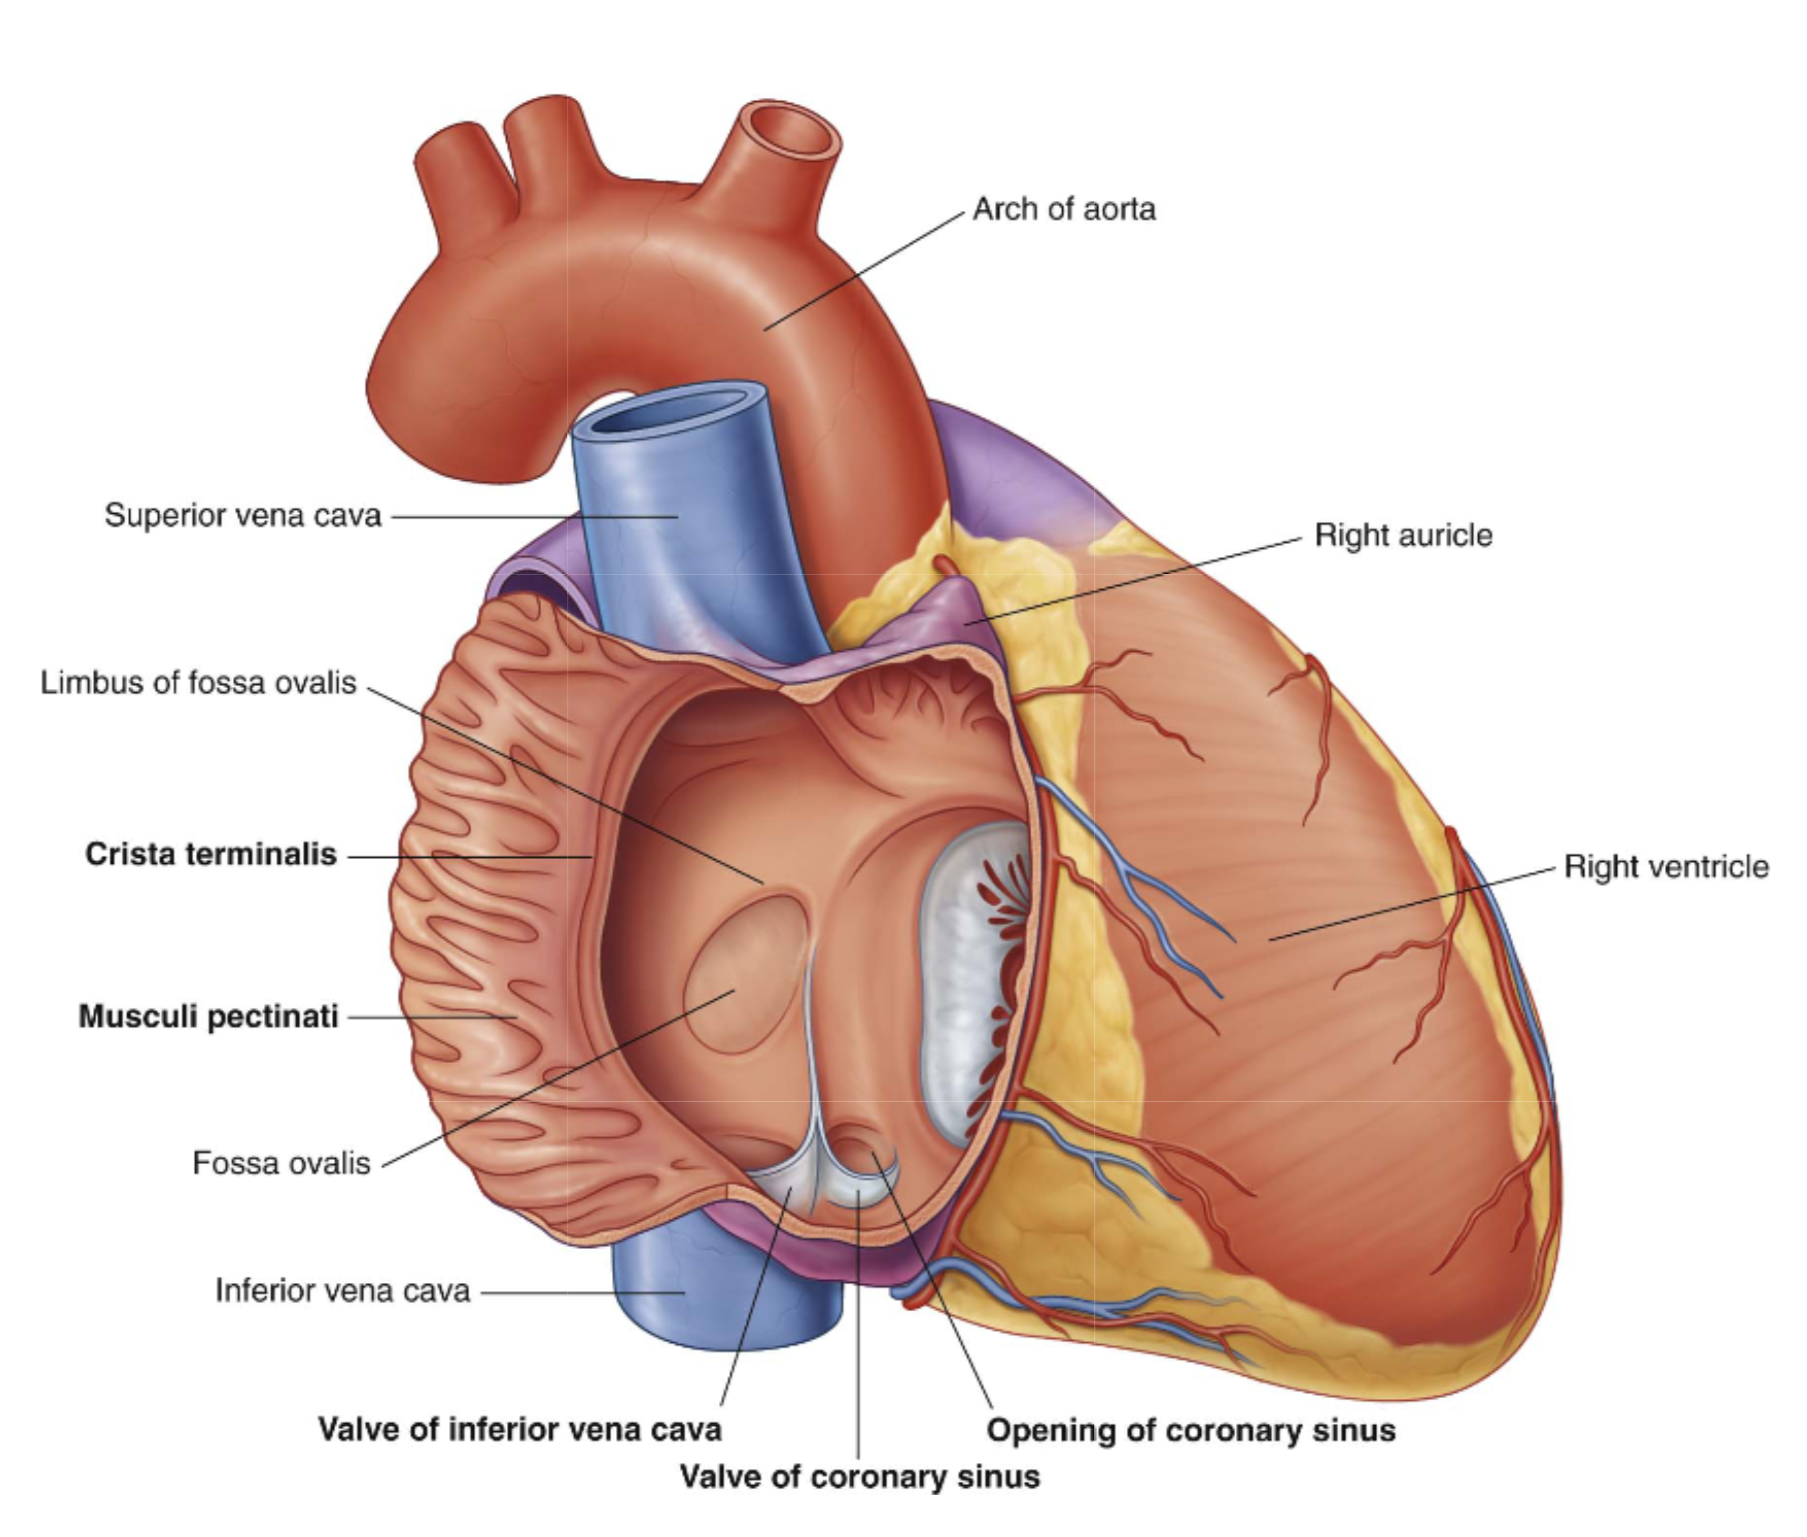 Arch of aorta
Superior vena cava
Right auricle
Limbus of fossa ovalis
Crista terminalis
Right ventricle
Musculi pectinati
Fossa ovalis
Inferior vena cava
Valve of inferior vena cava
Opening of coronary sinus
Valve of coronary sinus